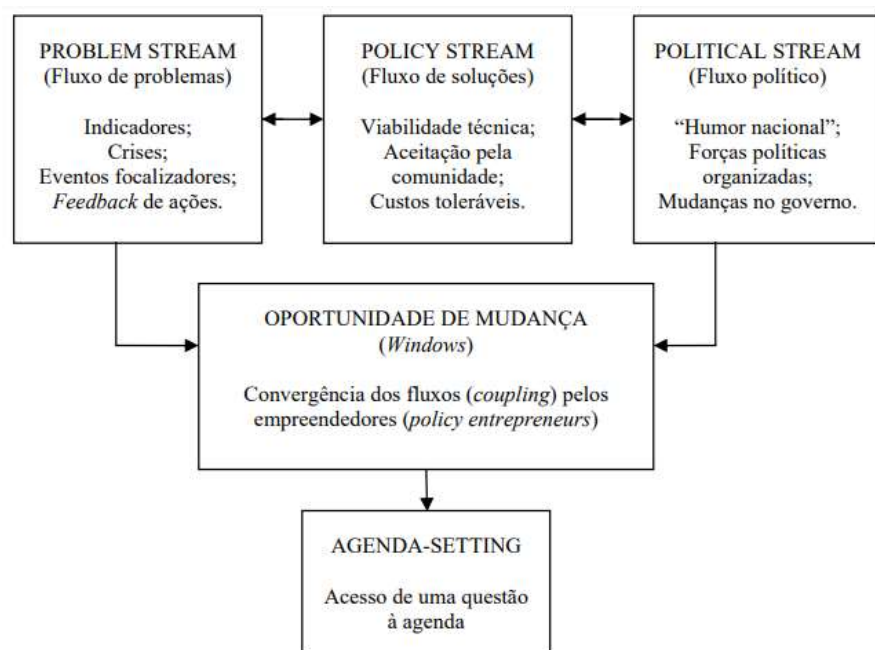 PROBLEM STREAM
(Fluxo de problemas)
Indicadores;
Crises;
Eventos focalizadores;
Feedback de ações.
POLICY STREAM
(Fluxo de soluções)
Viabilidade técnica;
Aceitação pela
comunidade;
Custos toleráveis.
POLITICAL STREAM
(Fluxo político)
“Humor nacional”;
Forças políticas
organizadas;
Mudanças no governo.
OPORTUNIDADE DE MUDANÇA
(Windows)
Convergência dos fluxos (coupling) pelos
empreendedores (policy entrepreneurs)
AGENDA-SETTING
Acesso de uma questão
à agenda